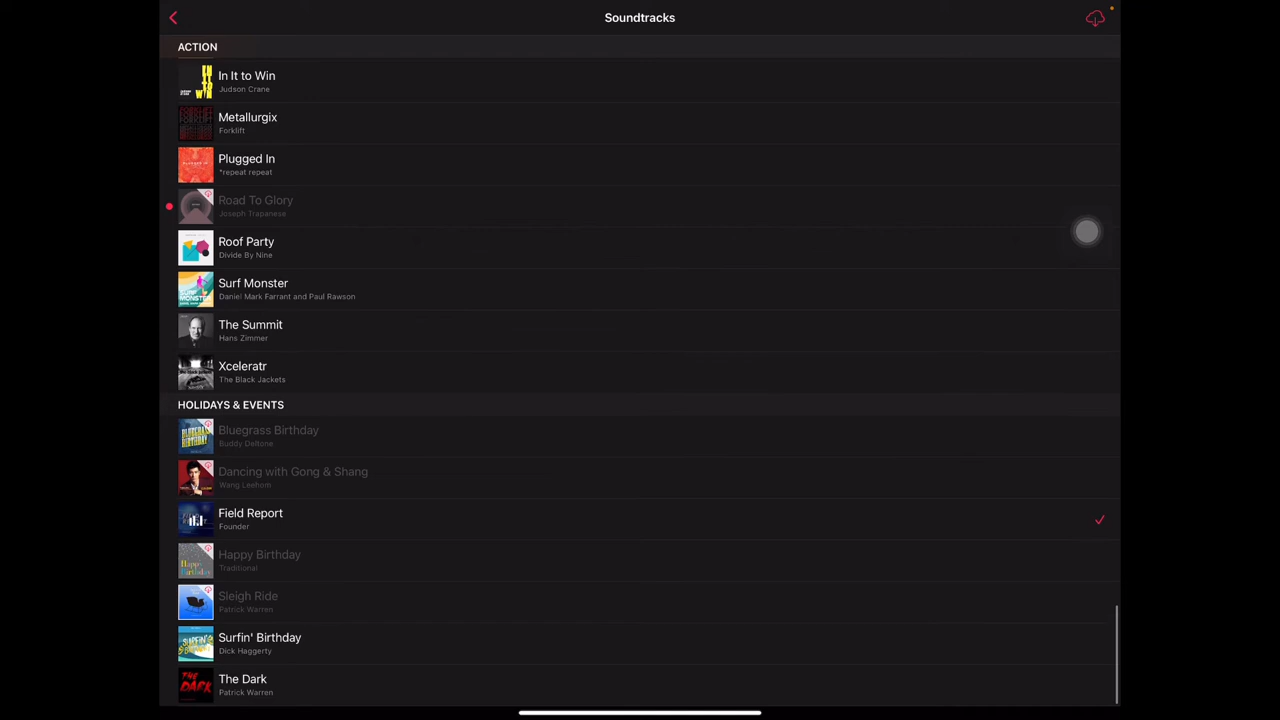 Soundtracks
ACTION
In It to Win
Judson Crane
Metallurgix
Forklift
Plugged In
*repeat repeat
Road To Glory
Joseph Trapanese
Roof Party
Divide By Nine
Surf Monster
Daniel Mark Farrant and Paul Rawson
The Summit
Hans Zimmer
Xceleratr
The Black Jackets
HOLIDAYS & EVENTS
Bluegrass Birthday
Buddy Deltone
Dancing with Gong & Shang
Wang Leehom
Field Report
Founder
Happy Birthday
Traditional
Sleigh Ride
Patrick Warren
Surfin' Birthday
Dick Haggerty
THE DARK
The Dark
Patrick Warren